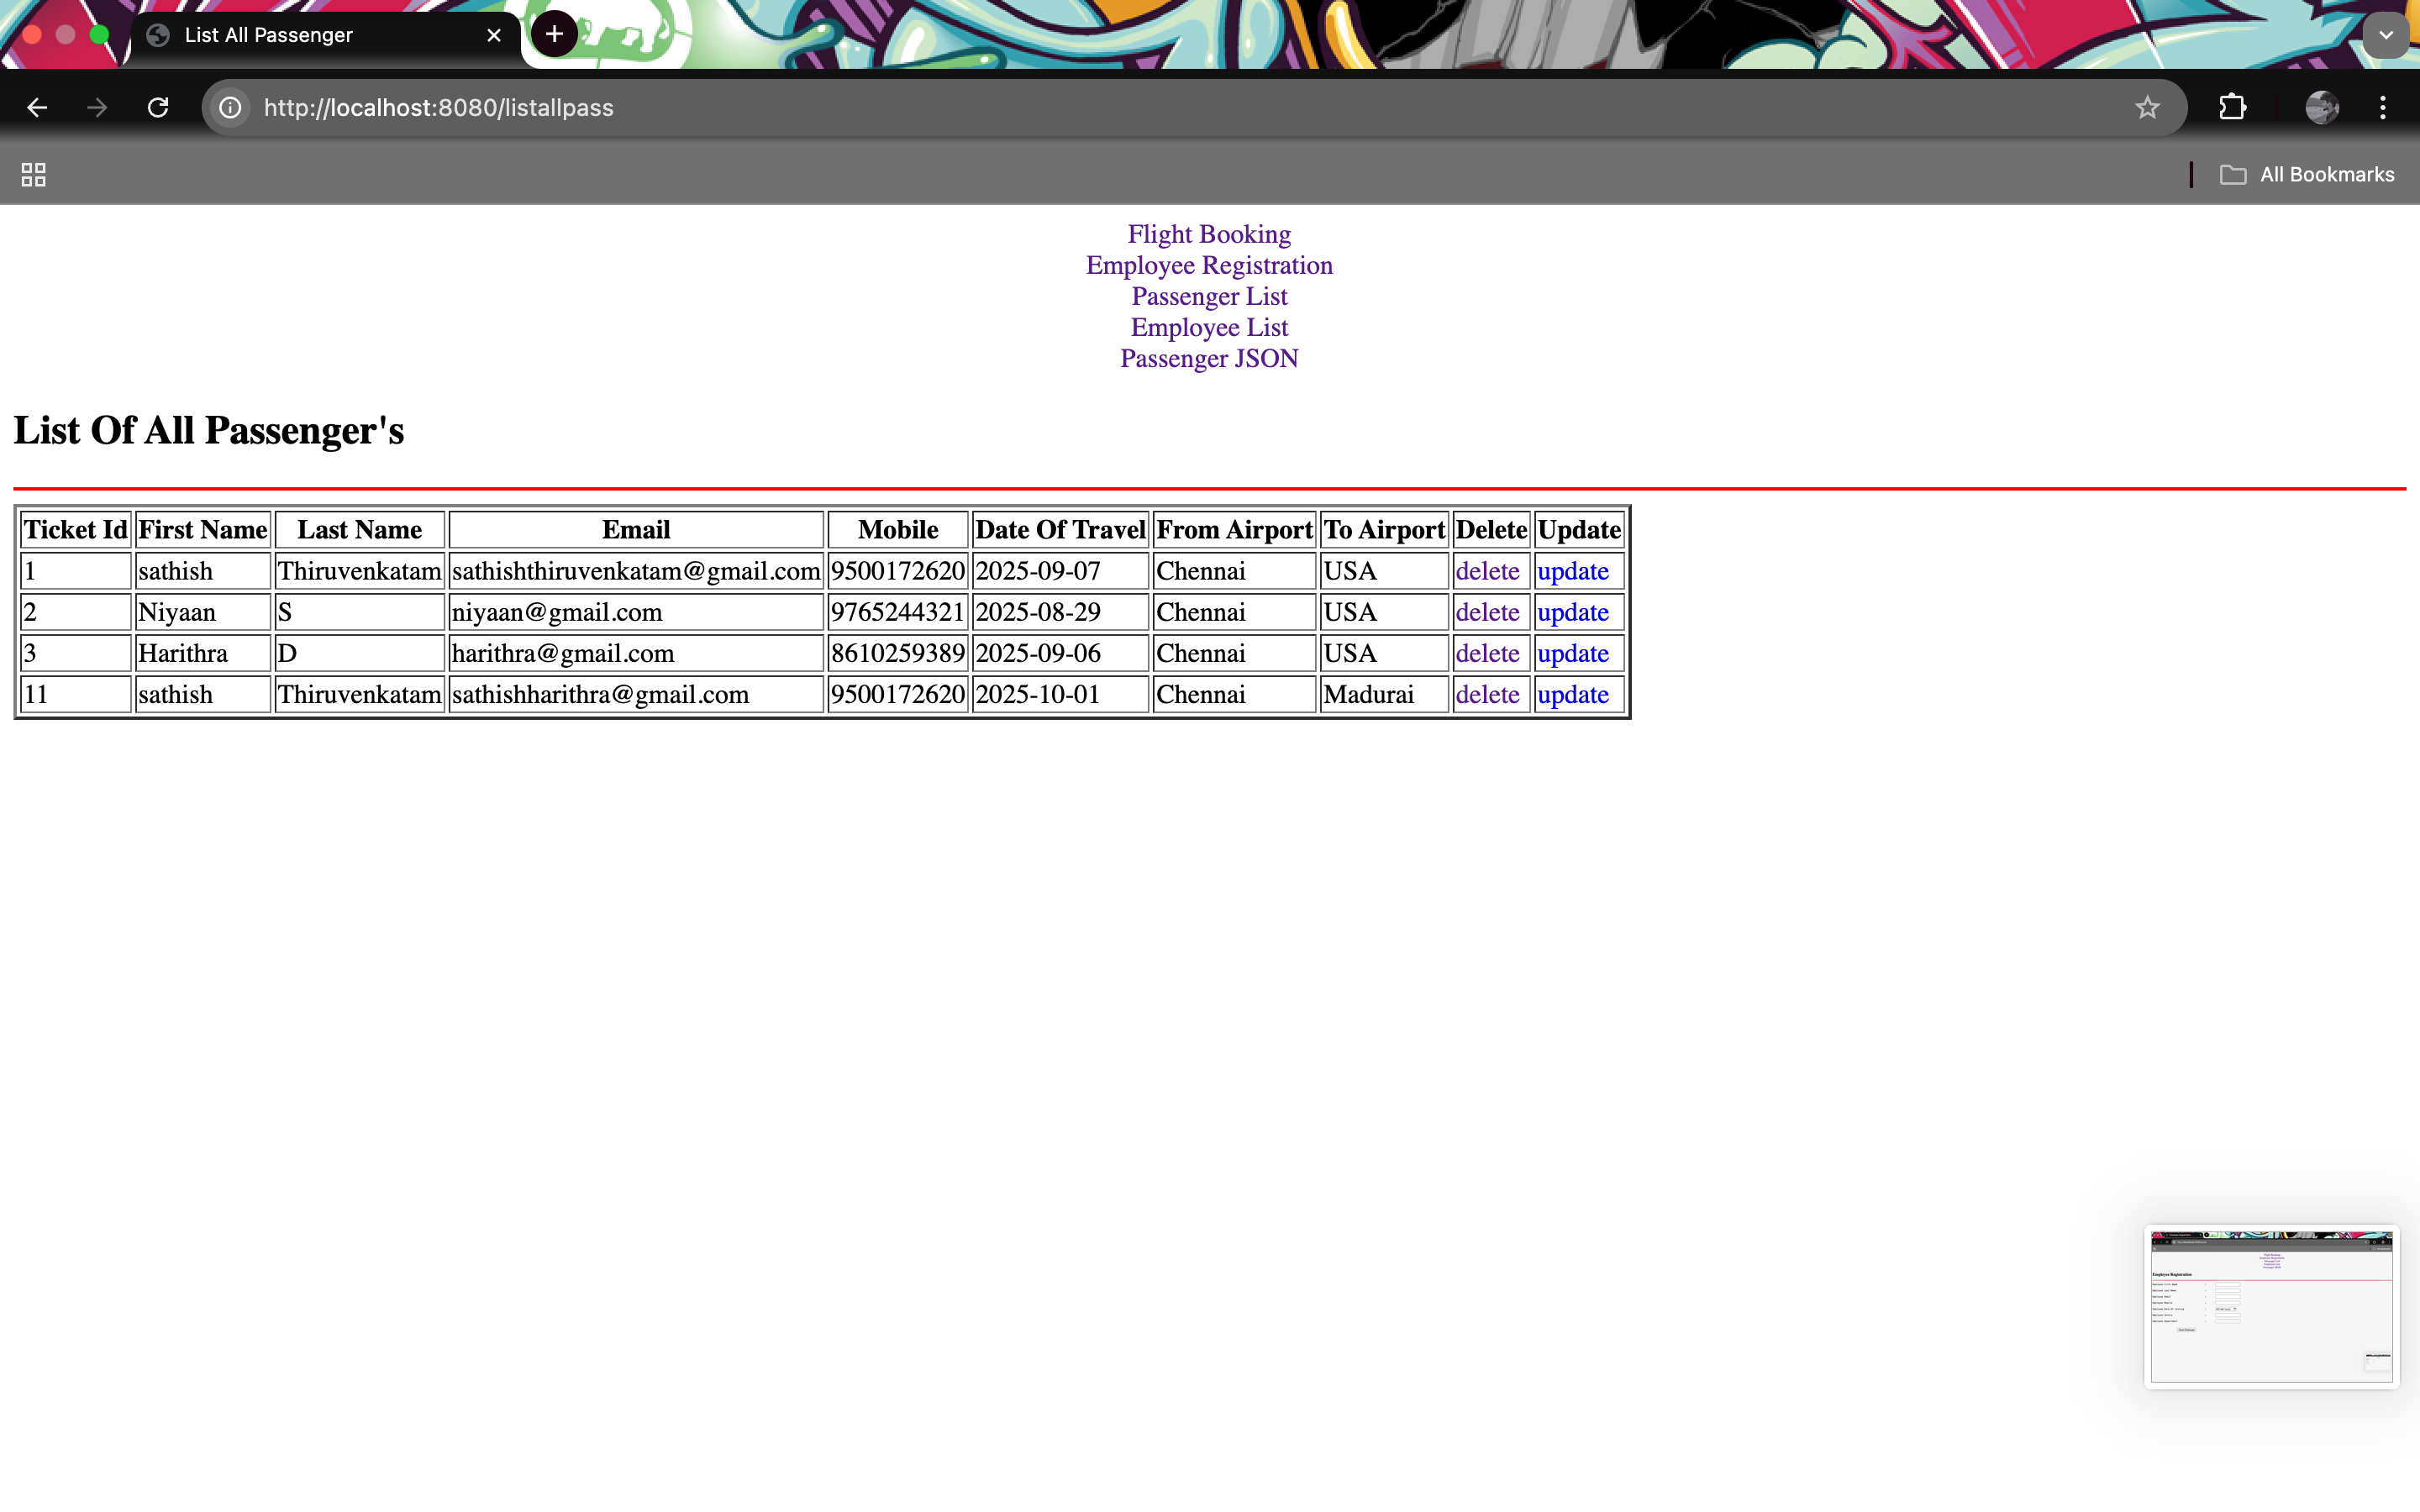 List All Passenger
http://localhost:8080/listallpass
All Bookmarks
Flight Booking
Employee Registration
Passenger List
Employee List
Passenger JSON
List Of All Passenger's
Ticket Id First Name Last Name Email Mobile Date Of Travel From Airport To Airport Delete Update
1 sathish Thiruvenkatam sathishthiruvenkatam@gmail.com 9500172620 2025-09-07 Chennai USA delete update
2 Niyaan S niyaan@gmail.com 9765244321 2025-08-29 Chennai USA delete update
3 Harithra D harithra@gmail.com 8610259389 2025-09-06 Chennai USA delete update
11 sathish Thiruvenkatam sathishharithra@gmail.com 9500172620 2025-10-01 Chennai Madurai delete update
Employee Registration